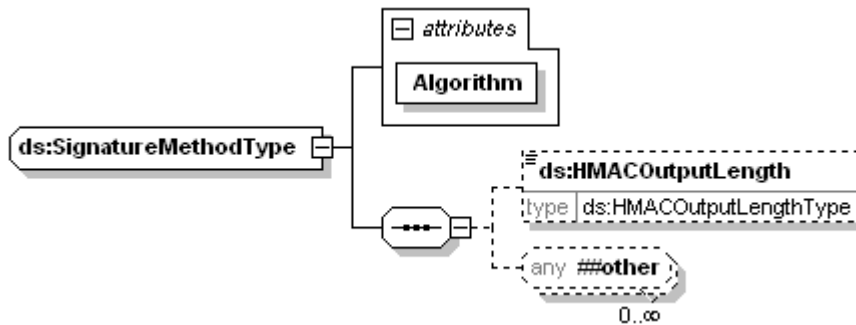 attributes
Algorithm
ds:SignatureMethodType
ds:HMACOutputLength
type ds:HMACOutputLengthType
any ##other
0..∞